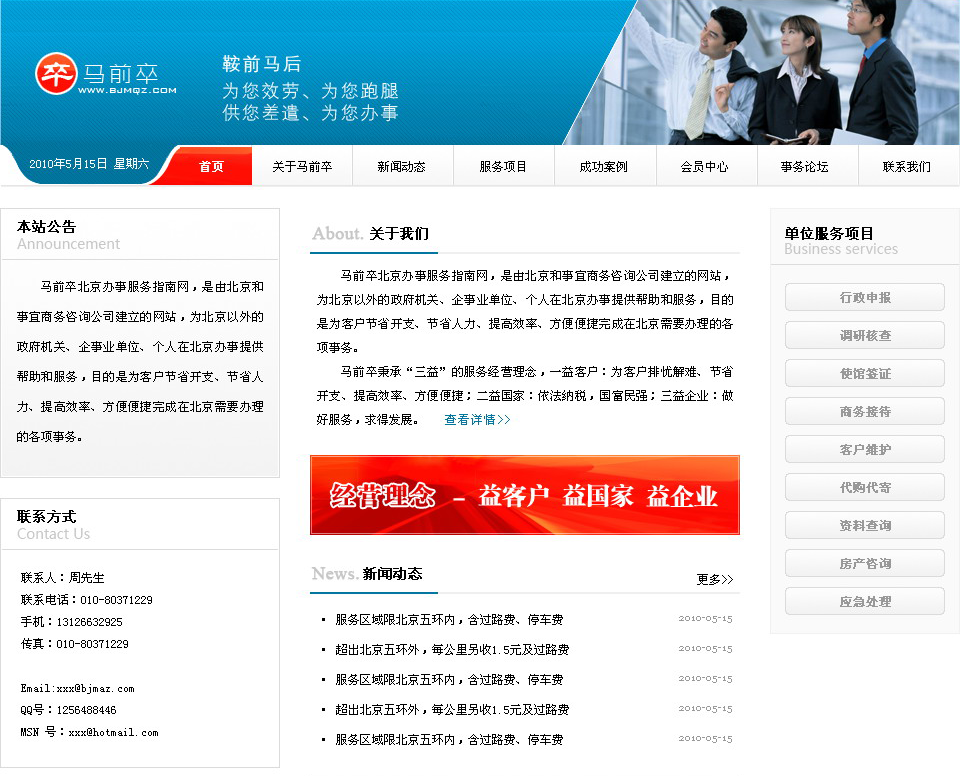 卒 马前卒
WWW.BJMQZ.COM
鞍前马后
为您效劳、为您跑腿
供您差遣、为您办事
2010年5月15日 星期六
首页 关于马前卒 新闻动态 服务项目 成功案例 会员中心 事务论坛 联系我们
本站公告
Announcement
马前卒北京办事服务指南网，是由北京和
事宜商务咨询公司建立的网站，为北京以外的
政府机关、企事业单位、个人在北京办事提供
帮助和服务，目的是为客户节省开支、节省人
力、提高效率、方便便捷完成在北京需要办理
的各项事务。
联系方式
Contact Us
联系人：周先生
联系电话：010-80371229
手机：13126632925
传真：010-80371229
Email:xxx@bjmaz.com
QQ号：1256488446
MSN 号：xxx@hotmail.com
About. 关于我们
马前卒北京办事服务指南网，是由北京和事宜商务咨询公司建立的网站，
为北京以外的政府机关、企事业单位、个人在北京办事提供帮助和服务，目的
是为客户节省开支、节省人力、提高效率、方便便捷完成在北京需要办理的各
项事务。
马前卒秉承“三益”的服务经营理念，一益客户：为客户排忧解难、节省
开支、提高效率、方便便捷；二益国家：依法纳税，国富民强；三益企业：做
好服务，求得发展。 查看详情>>
经营理念 － 益客户 益国家 益企业
News. 新闻动态 更多>>
• 服务区域限北京五环内，含过路费、停车费 2010-05-15
• 超出北京五环外，每公里另收1.5元及过路费 2010-05-15
• 服务区域限北京五环内，含过路费、停车费 2010-05-15
• 超出北京五环外，每公里另收1.5元及过路费 2010-05-15
• 服务区域限北京五环内，含过路费、停车费 2010-05-15
单位服务项目
Business services
行政申报
调研核查
使馆签证
商务接待
客户维护
代购代寄
资料查询
房产咨询
应急处理